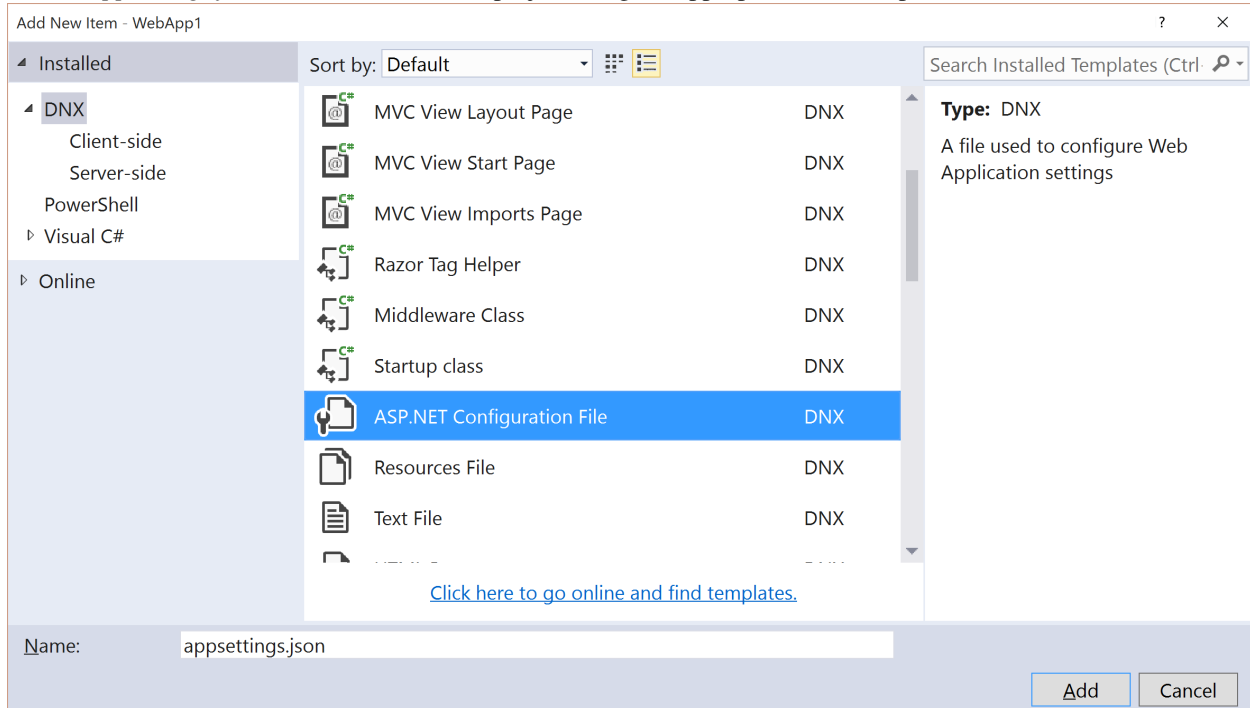 Add New Item - WebApp1
?
Installed
Sort by: Default
Search Installed Templates (Ctrl
DNX
Client-side
Server-side
PowerShell
Visual C#
Online
C#
MVC View Layout Page DNX
C#
MVC View Start Page DNX
C#
MVC View Imports Page DNX
C#
Razor Tag Helper DNX
C#
Middleware Class DNX
C#
Startup class DNX
ASP.NET Configuration File DNX
Resources File DNX
Text File DNX
Click here to go online and find templates.
Type: DNX
A file used to configure Web
Application settings
Name: appsettings.json
Add Cancel